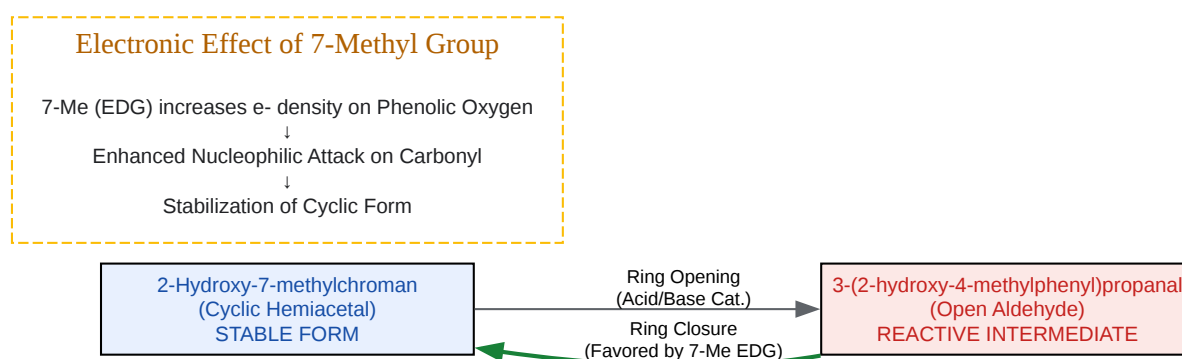 Electronic Effect of 7-Methyl Group
7-Me (EDG) increases e- density on Phenolic Oxygen
↓
Enhanced Nucleophilic Attack on Carbonyl
↓
Stabilization of Cyclic Form
2-Hydroxy-7-methylchroman
(Cyclic Hemiacetal)
STABLE FORM
Ring Opening
(Acid/Base Cat.)
Ring Closure
(Favored by 7-Me EDG)
3-(2-hydroxy-4-methylphenyl)propanal
(Open Aldehyde)
REACTIVE INTERMEDIATE